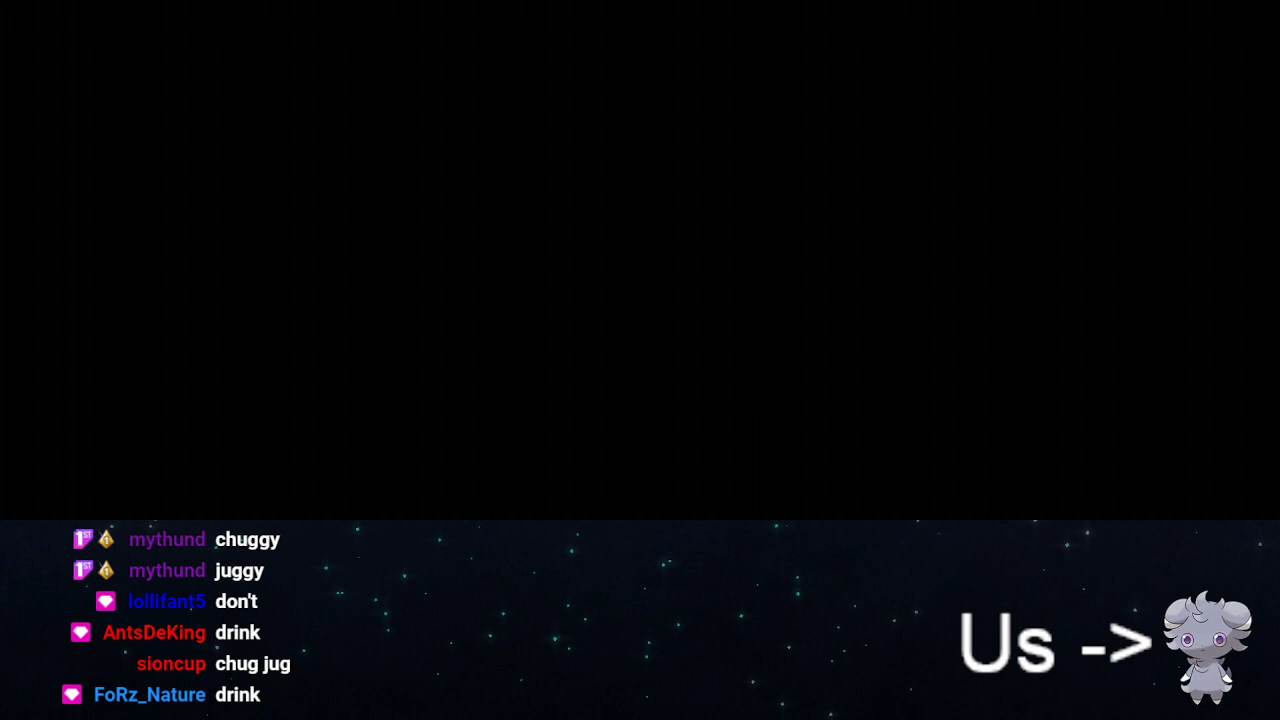 mythund chuggy
mythund juggy
lollifant5 don't
AntsDeKing drink
sioncup chug jug
FoRz_Nature drink
Us ->